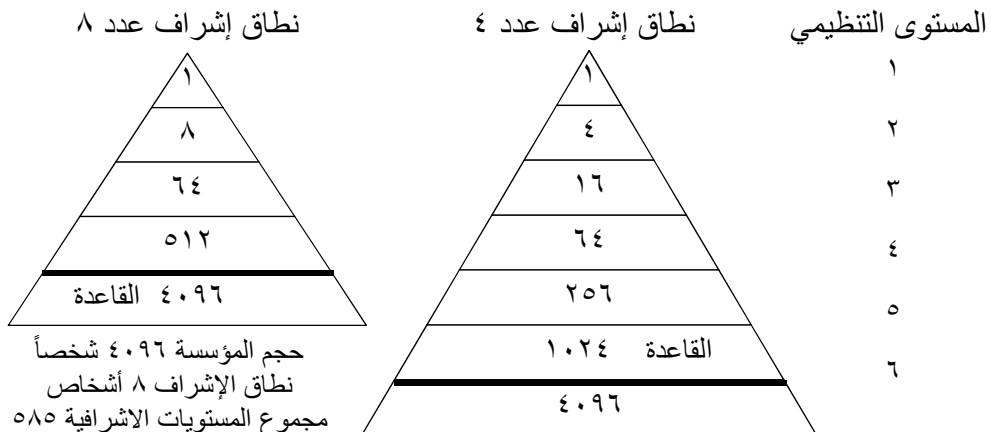 المستوى التنظيمي
١
٢
٣
٤
٥
٦
نطاق إشراف عدد ٤
١
٤
١٦
٦٤
٢٥٦
القاعدة ١٠٢٤
٤٠٩٦
نطاق إشراف عدد ٨
١
٨
٦٤
٥١٢
٤٠٩٦ القاعدة
حجم المؤسسة ٤٠٩٦ شخصاً
نطاق الإشراف ٨ أشخاص
مجموع المستويات الاشرافية ٥٨٥